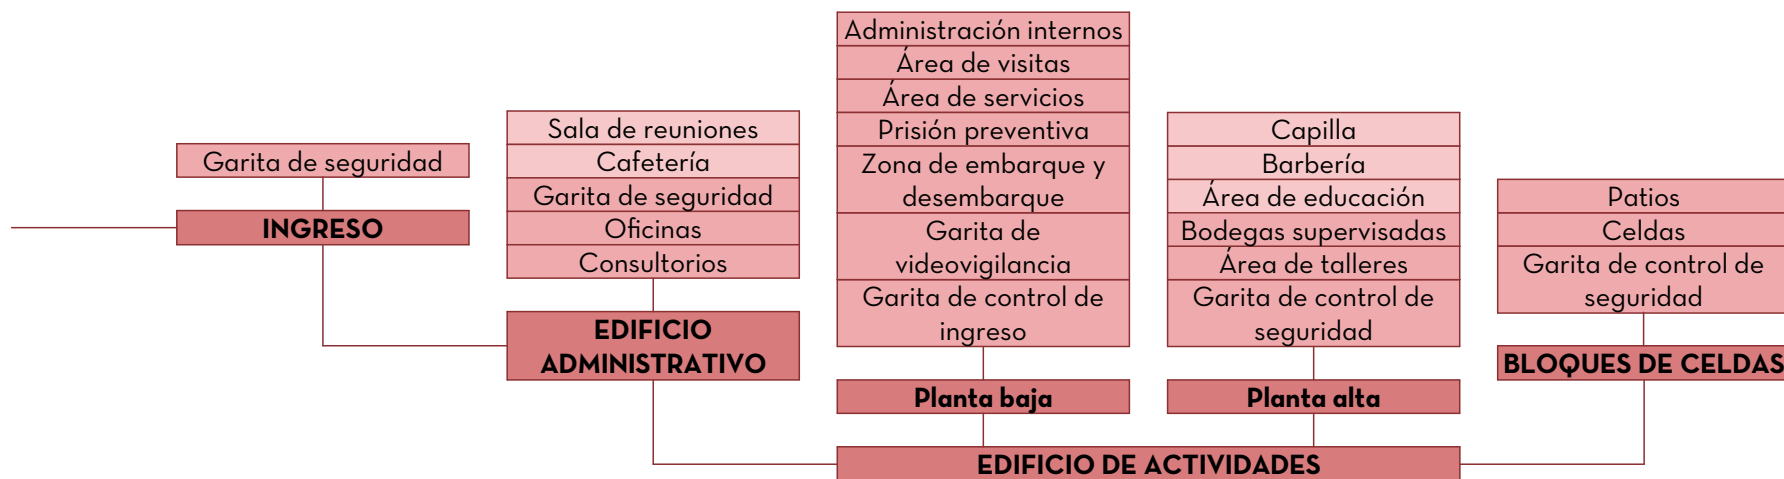 Garita de seguridad
INGRESO
Sala de reuniones
Cafetería
Garita de seguridad
Oficinas
Consultorios
EDIFICIO
ADMINISTRATIVO
Administración internos
Área de visitas
Área de servicios
Prisión preventiva
Zona de embarque y
desembarque
Garita de
videovigilancia
Garita de control de
ingreso
Planta baja
Capilla
Barbería
Área de educación
Bodegas supervisadas
Área de talleres
Garita de control de
seguridad
Planta alta
EDIFICIO DE ACTIVIDADES
Patios
Celdas
Garita de control de
seguridad
BLOQUES DE CELDAS